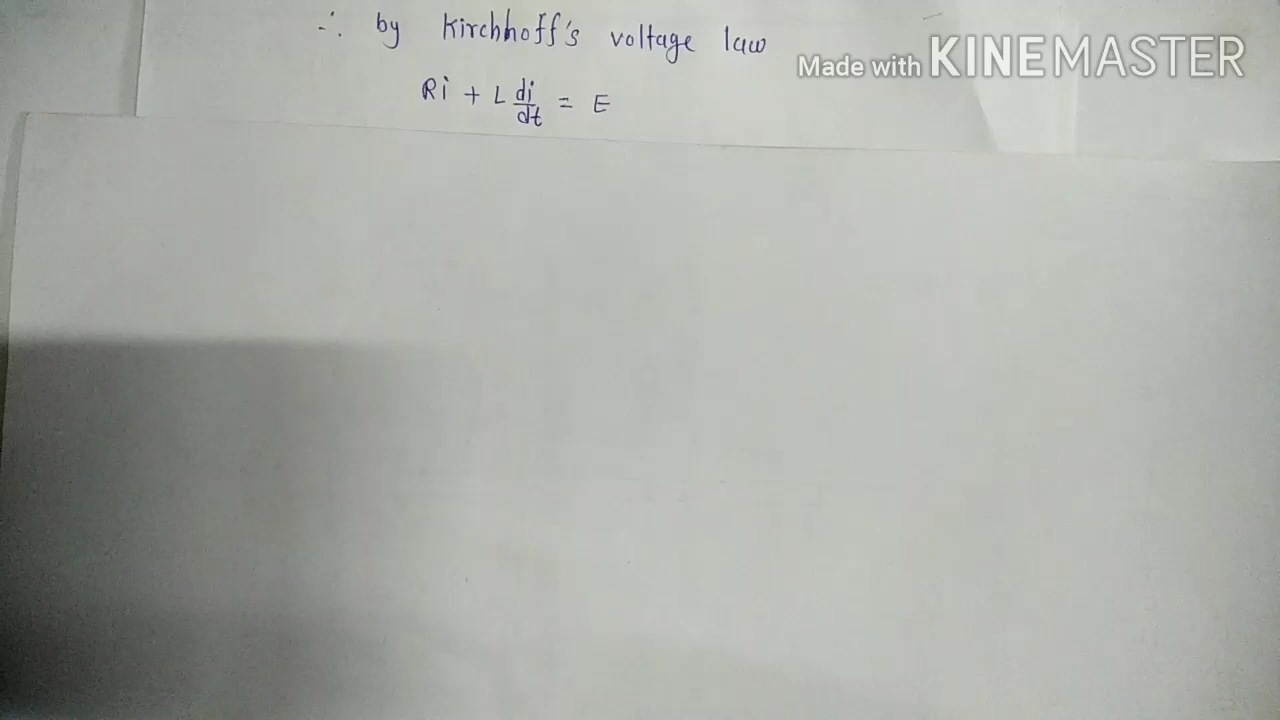 ∴ by Kirchhoff's voltage law
Made with KINEMASTER
Ri + L di/dt = E